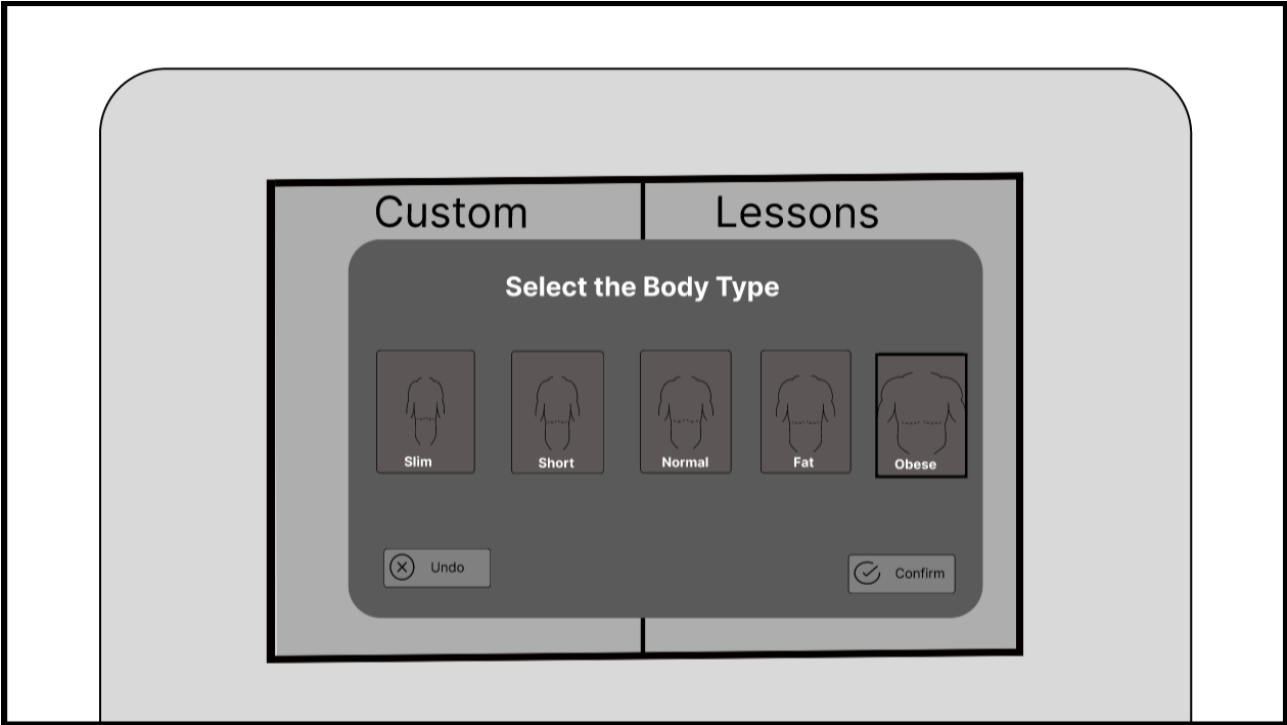 Custom
Lessons
Select the Body Type
Slim
Short
Normal
Fat
Obese
Undo
Confirm